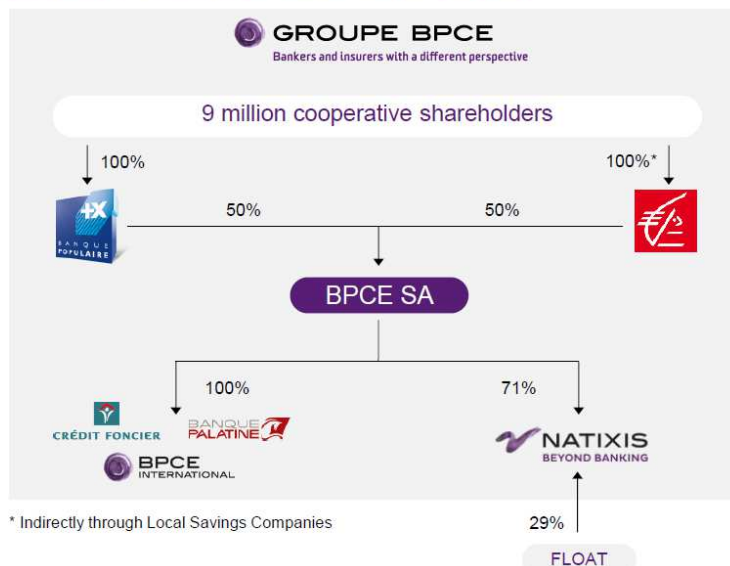 GROUPE BPCE
Bankers and insurers with a different perspective
9 million cooperative shareholders
100%
100%*
BANQUE
POPULAIRE
50%
50%
BPCE SA
100%
71%
CRÉDIT FONCIER
BANQUE
PALATINE
BPCE
INTERNATIONAL
NATIXIS
BEYOND BANKING
* Indirectly through Local Savings Companies
29%
FLOAT